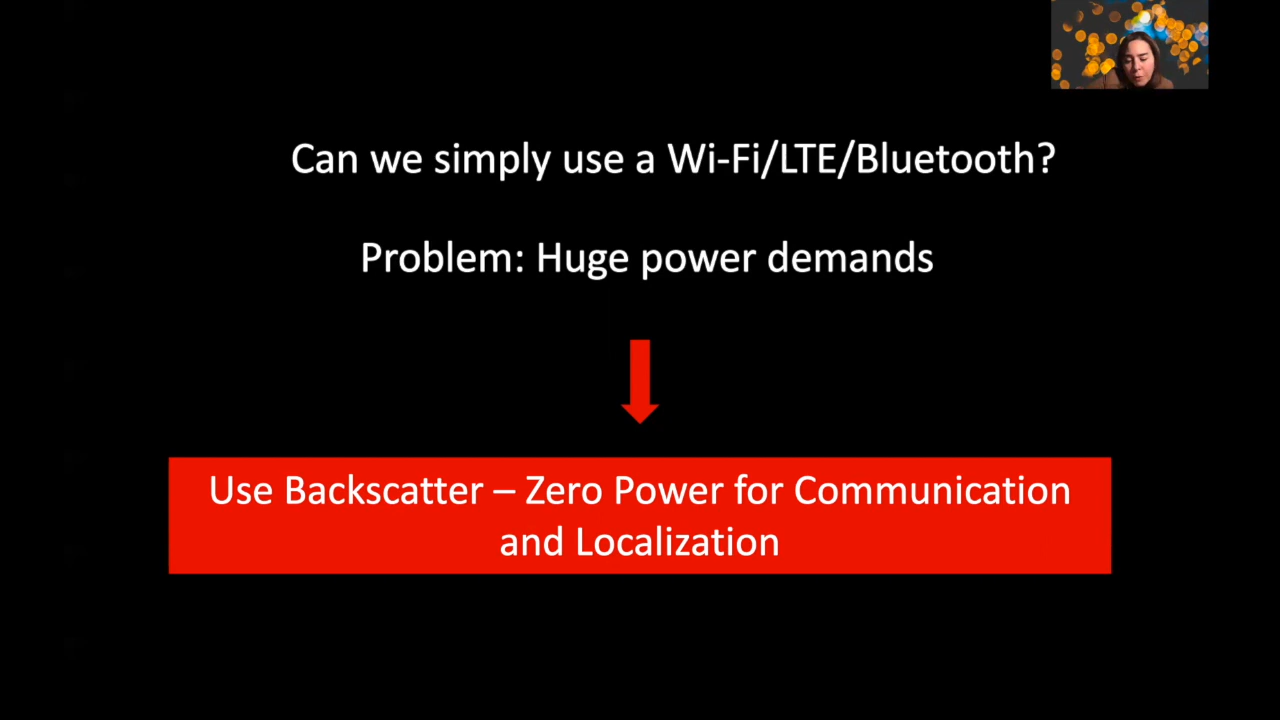 Can we simply use a Wi-Fi/LTE/Bluetooth?
Problem: Huge power demands
Use Backscatter – Zero Power for Communication
and Localization